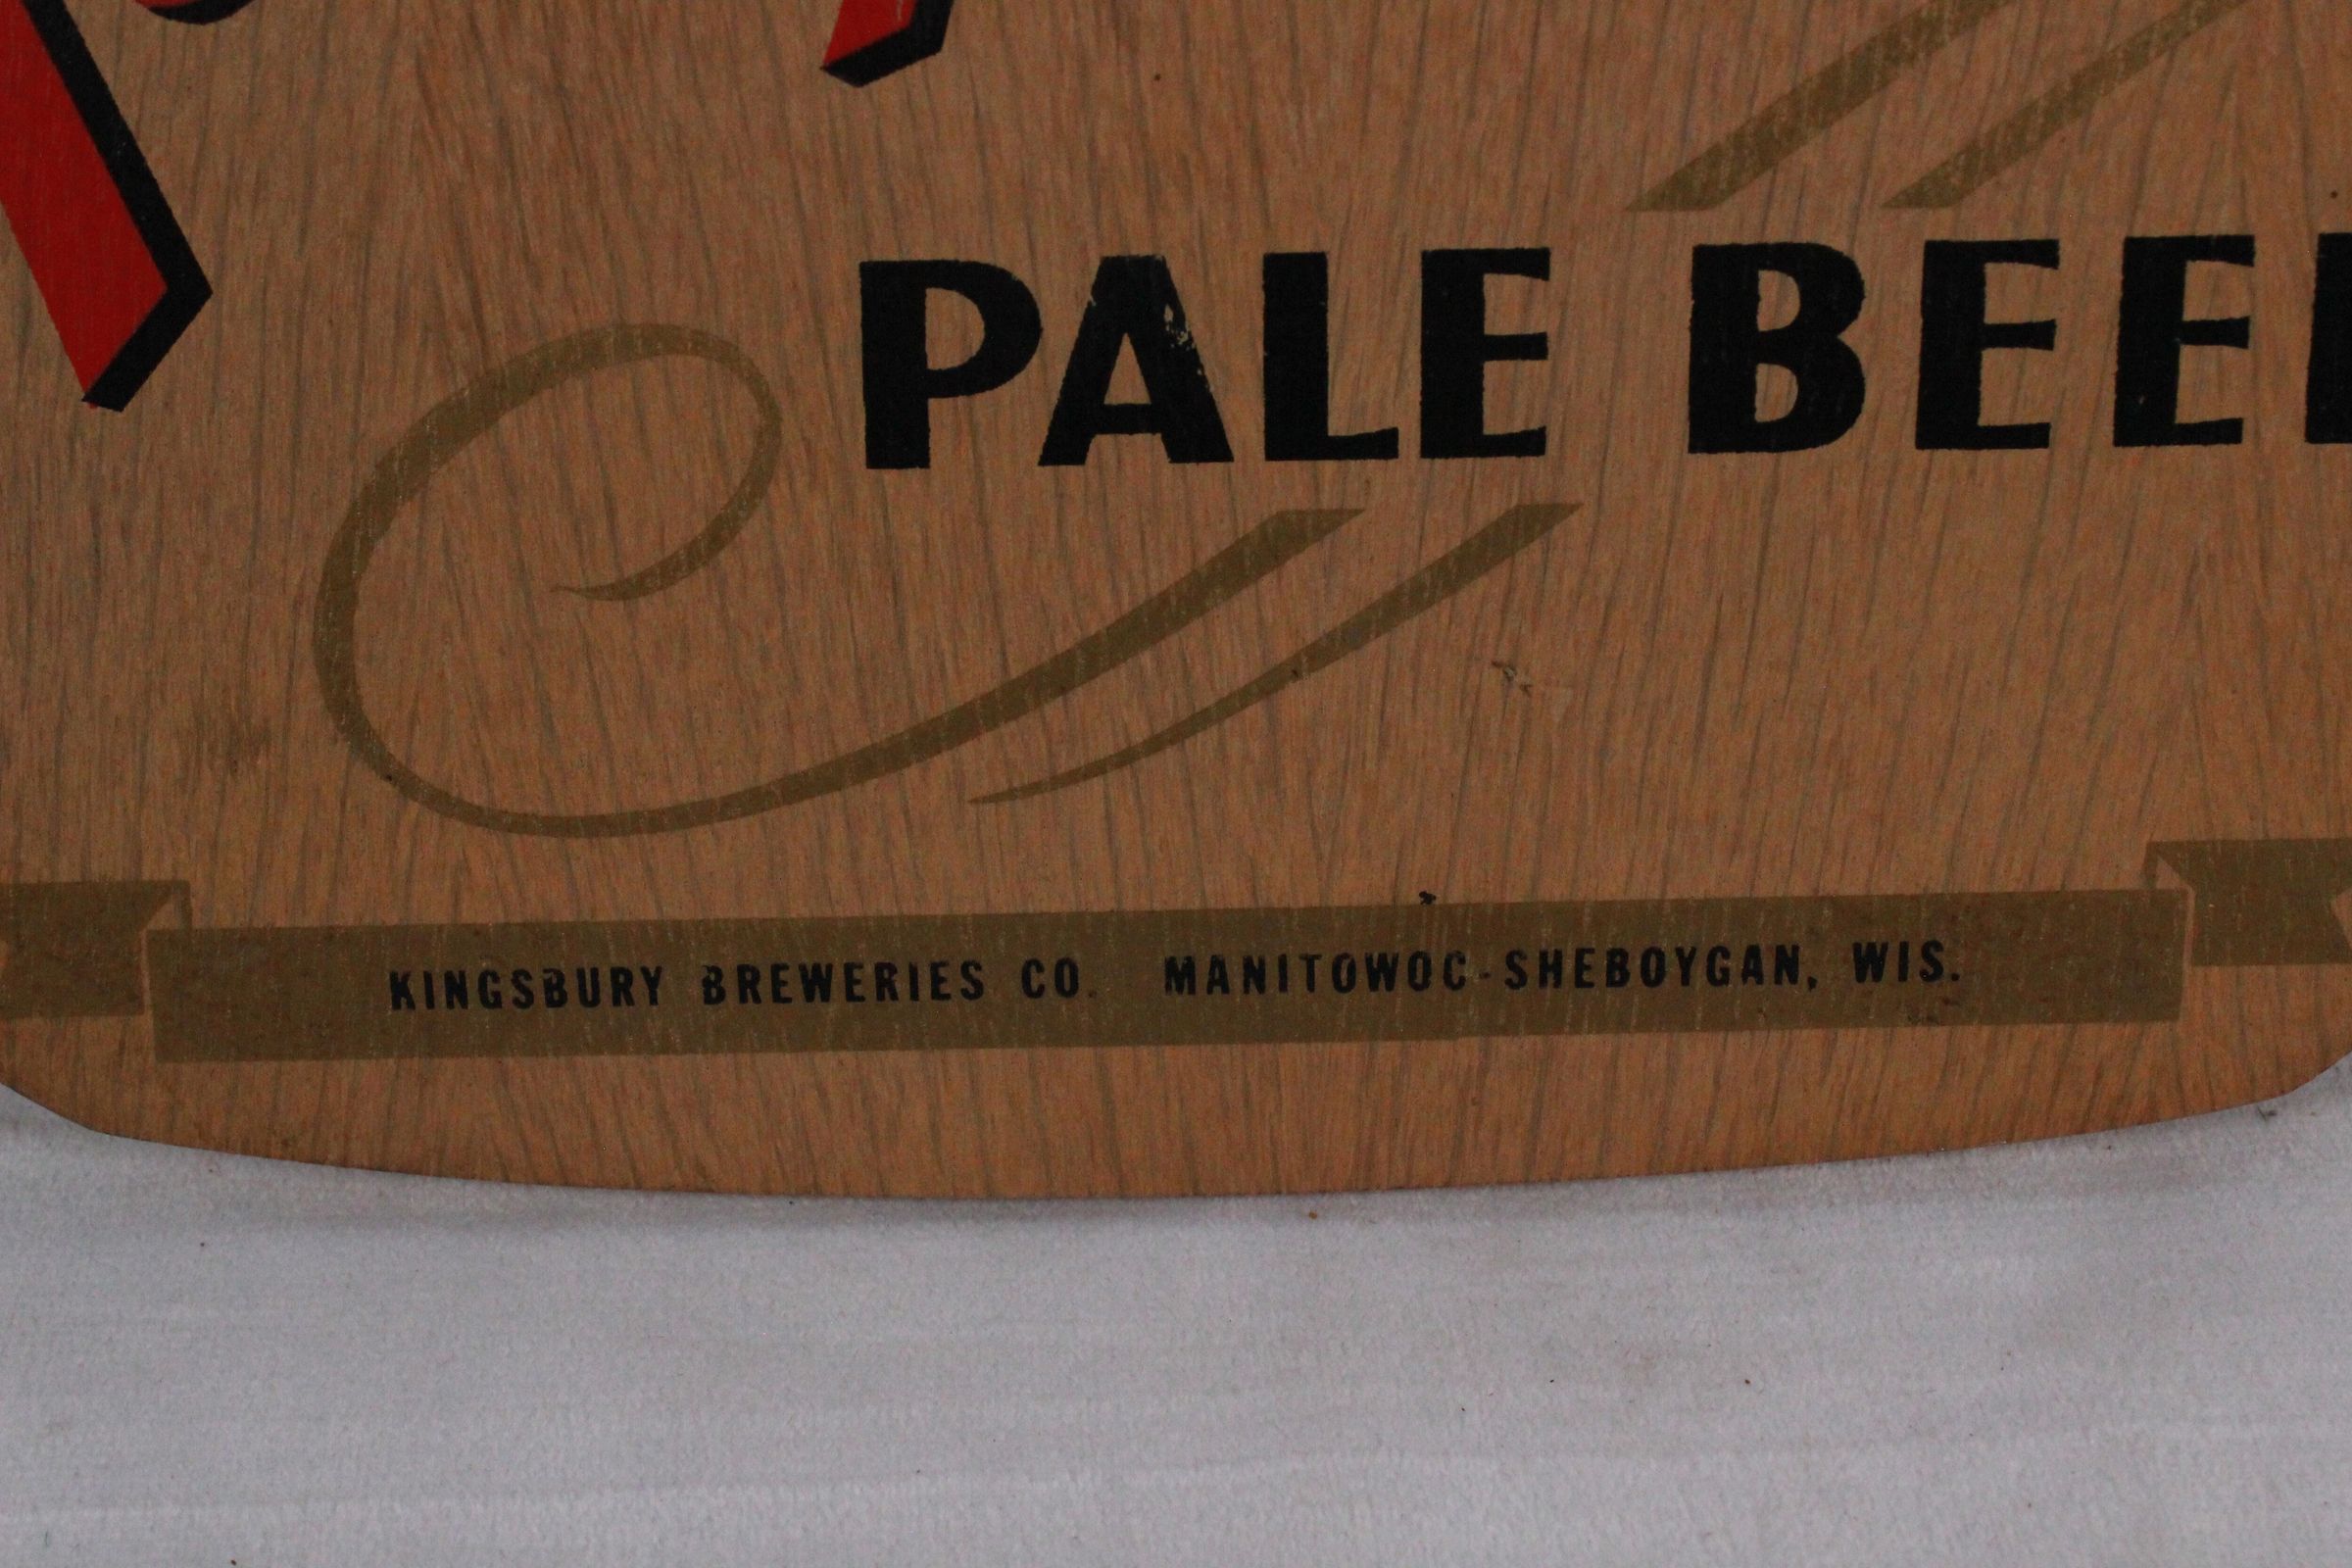 PALE BEE
KINGSBURY BREWERIES CO. MANITOWOC-SHEBOYGAN, WIS.